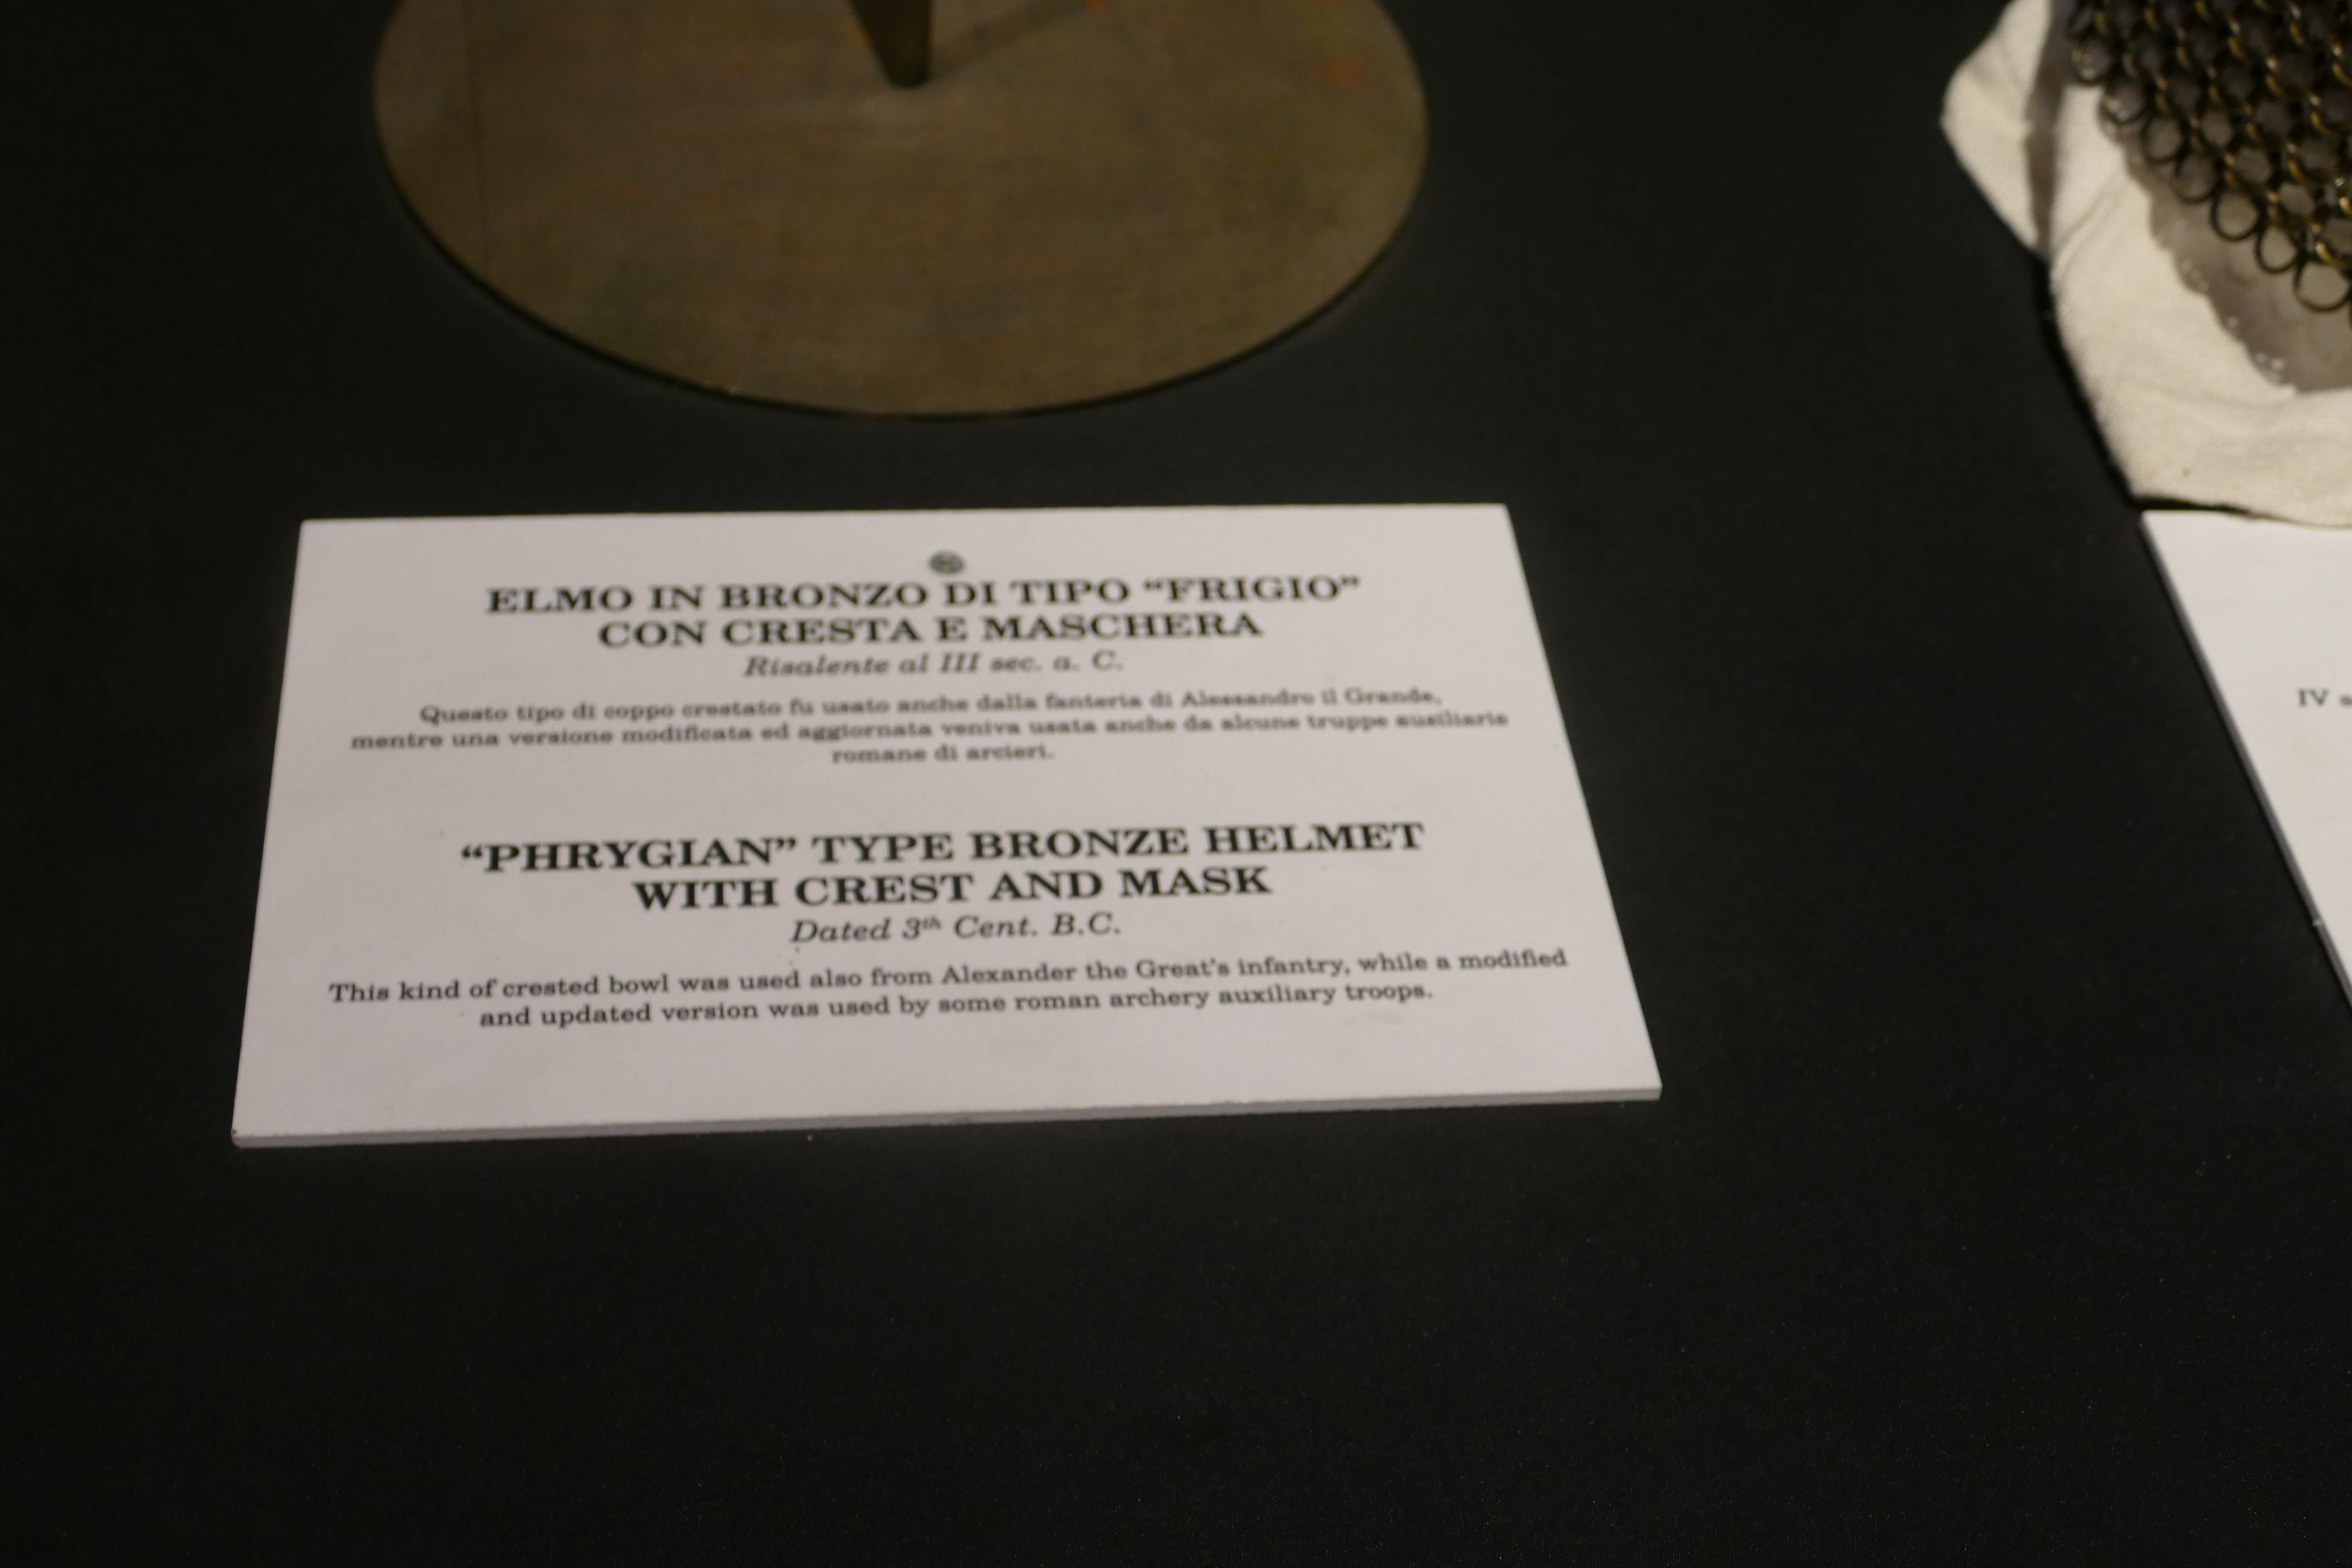 ELMO IN BRONZO DI TIPO “FRIGIO”
CON CRESTA E MASCHERA
Risalente al III sec. a. C.
Questo tipo di coppo crestato fu usato anche dalla fanteria di Alessandro il Grande,
mentre una versione modificata ed aggiornata veniva usata anche da alcune truppe ausiliarie
romane di arcieri.
“PHRYGIAN” TYPE BRONZE HELMET
WITH CREST AND MASK
Dated 3th Cent. B.C.
This kind of crested bowl was used also from Alexander the Great's infantry, while a modified
and updated version was used by some roman archery auxiliary troops.
IV